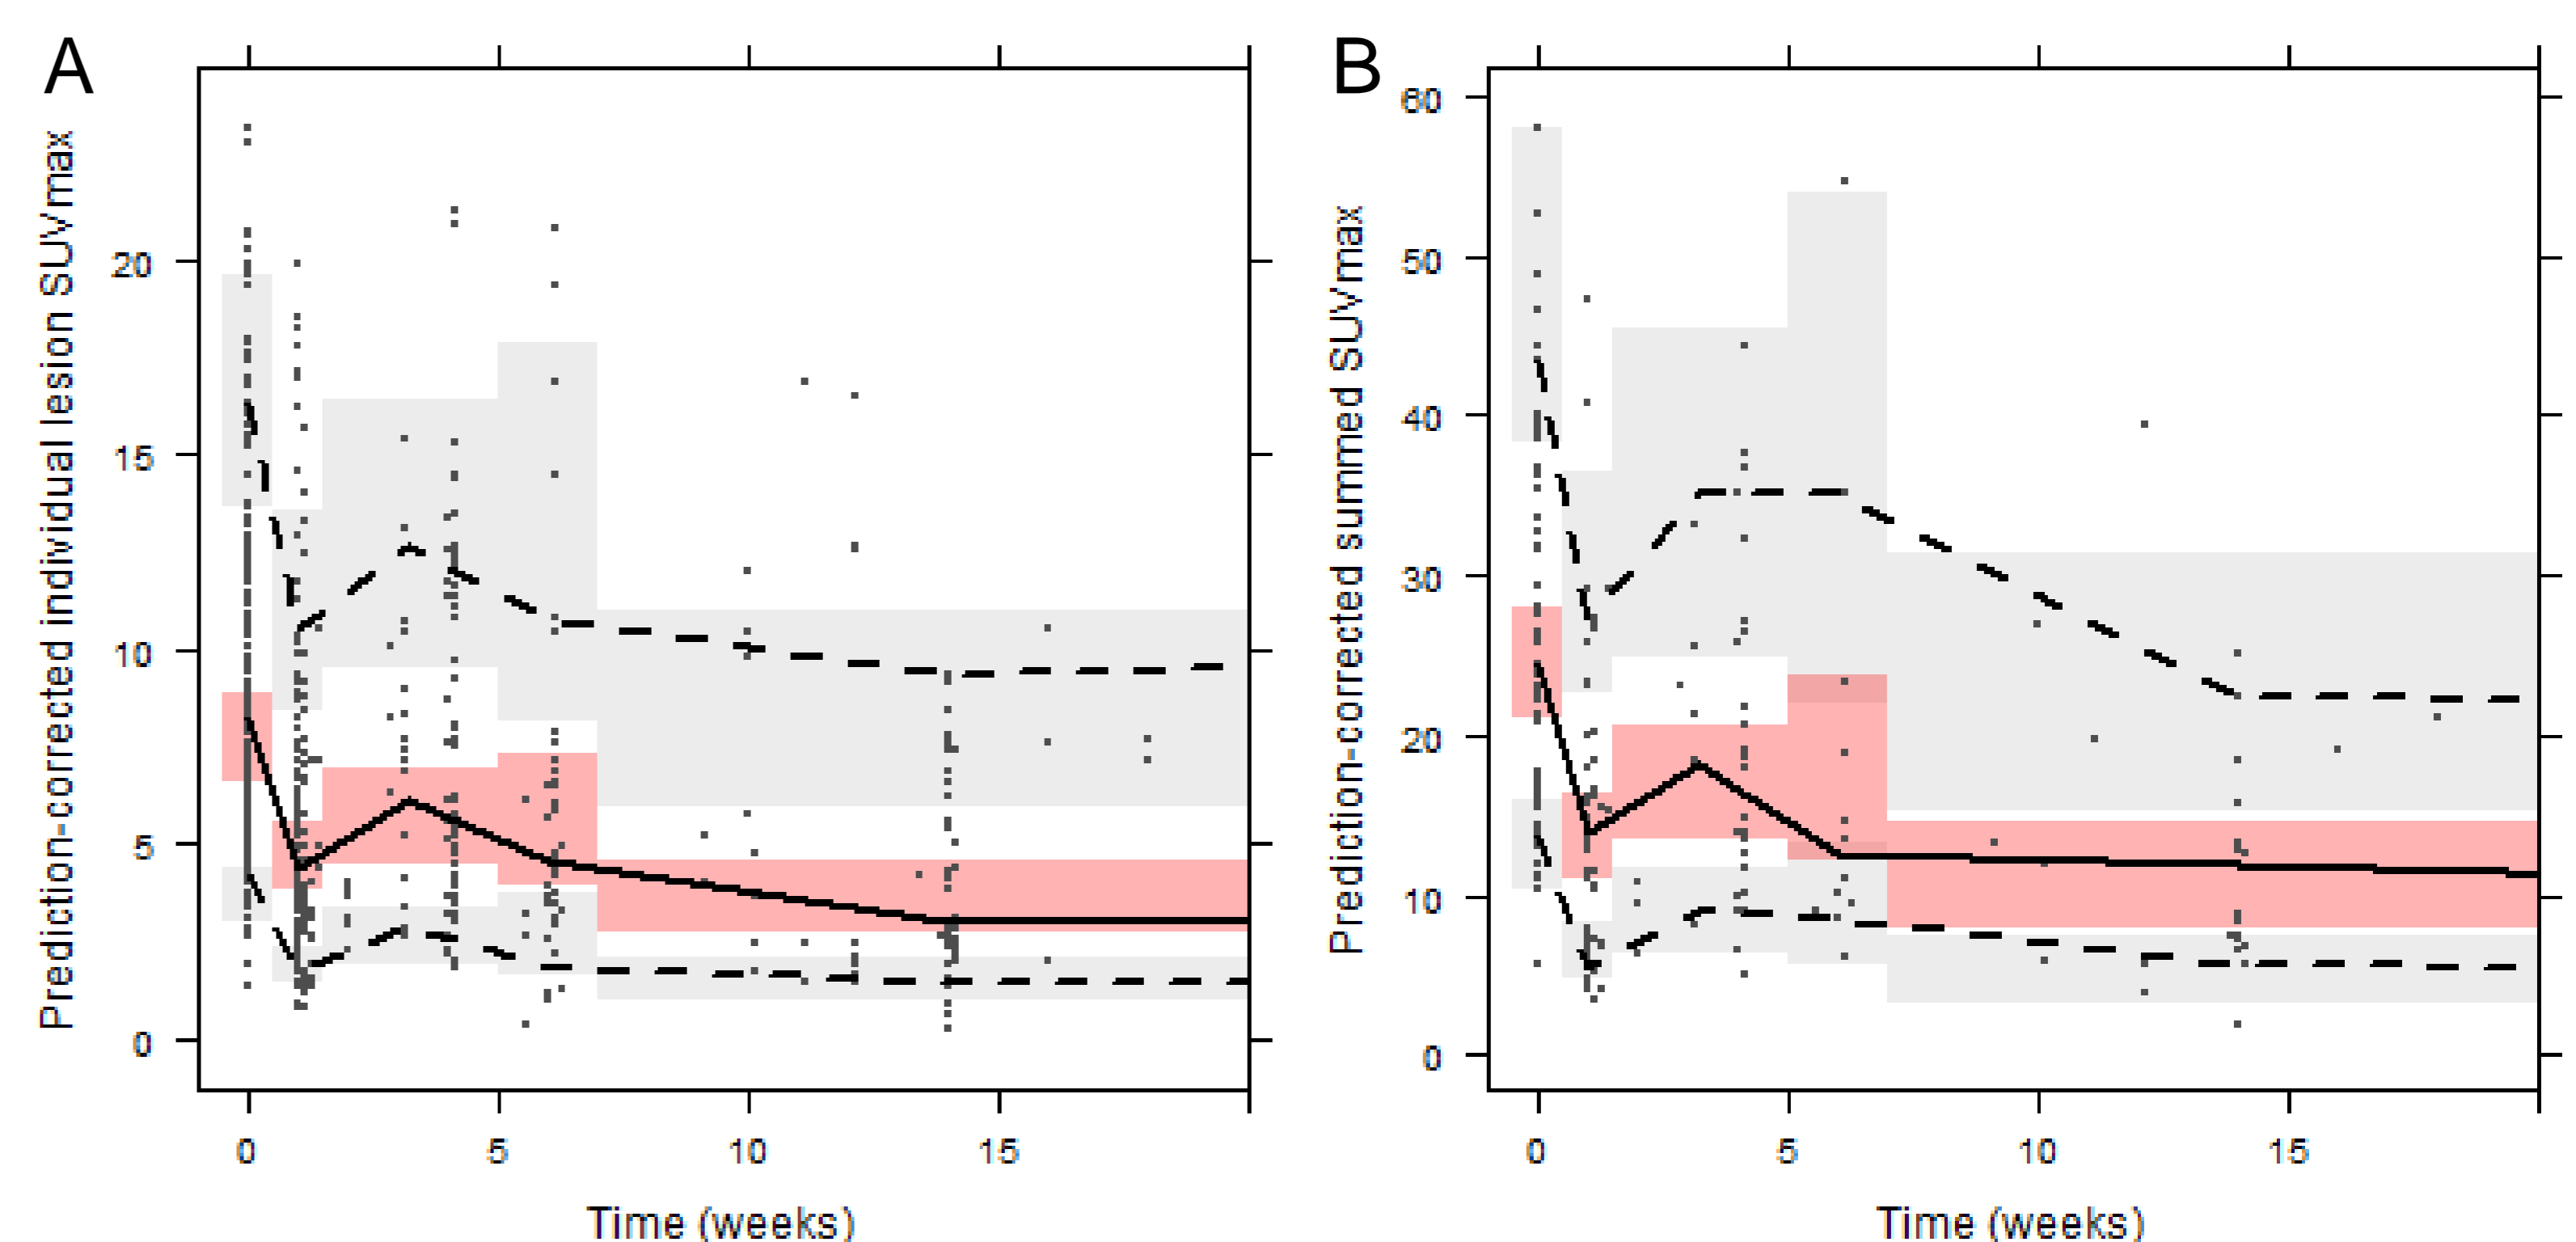 A
Prediction-corrected individual lesion SUVmax
20
15
10
5
0
0 5 10 15
Time (weeks)
B
Prediction-corrected summed SUVmax
60
50
40
30
20
10
0
0 5 10 15
Time (weeks)